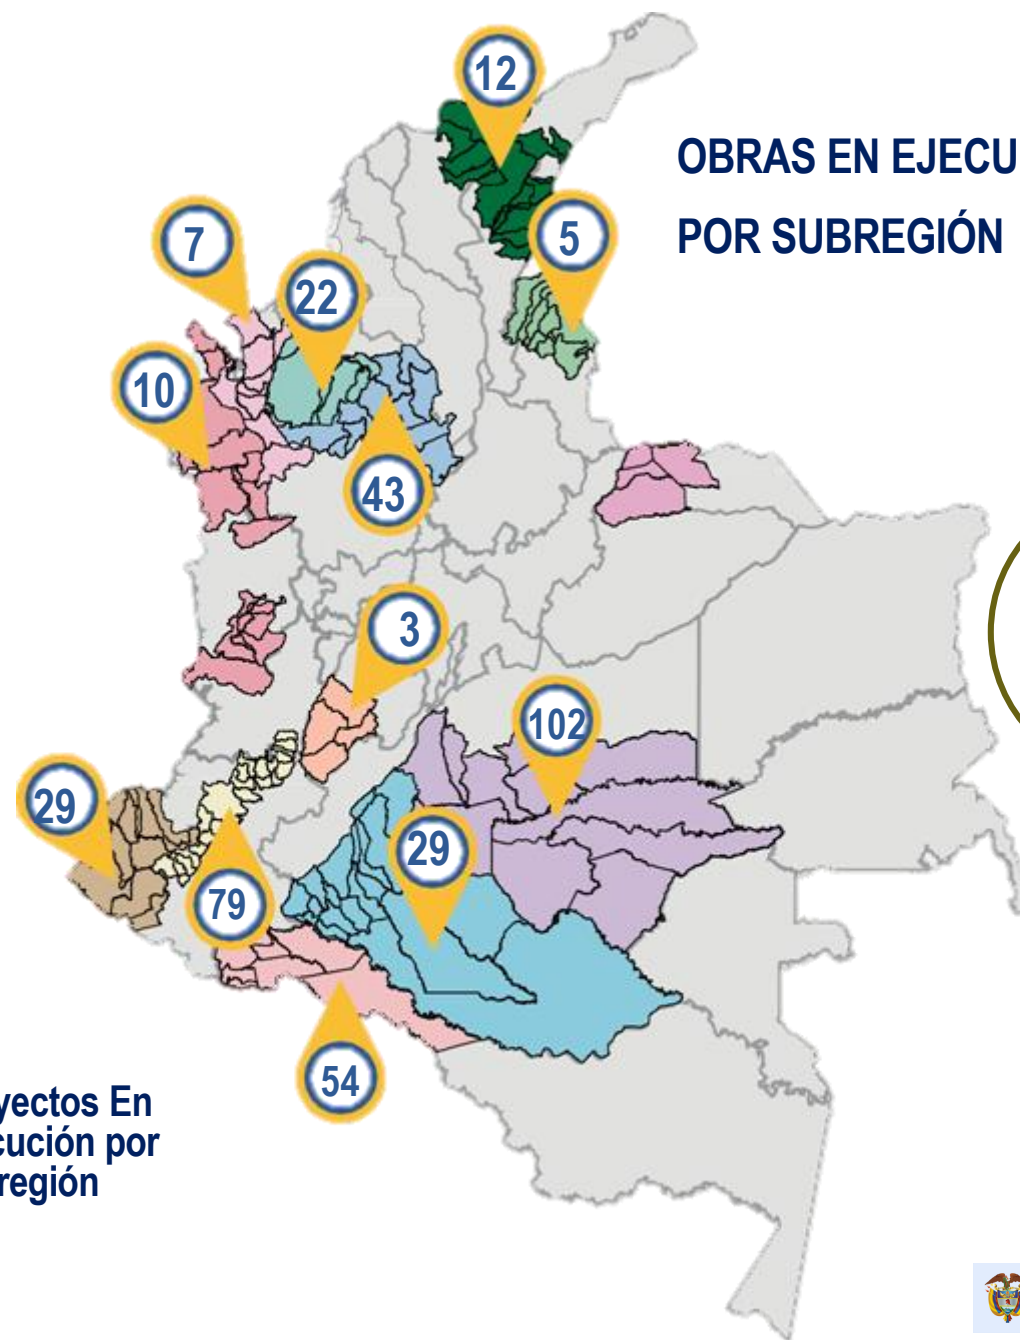 12
OBRAS EN EJECU
POR SUBREGIÓN
5
7
22
10
43
3
102
29
29
79
54
yectos En
cución por
región